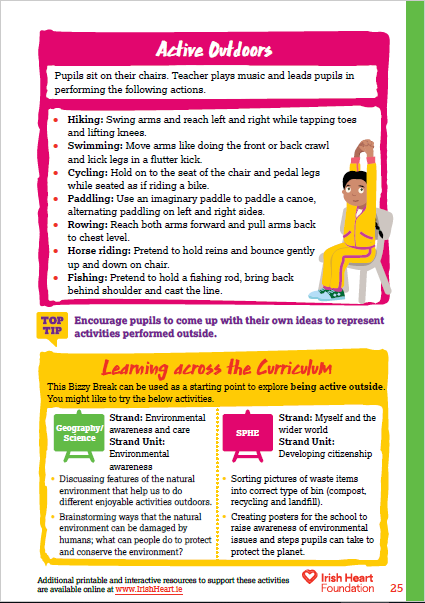 Active Outdoors
Pupils sit on their chairs. Teacher plays music and leads pupils in
performing the following actions.
• Hiking: Swing arms and reach left and right while tapping toes
and lifting knees.
• Swimming: Move arms like doing the front or back crawl
and kick legs in a flutter kick.
• Cycling: Hold on to the seat of the chair and pedal legs
while seated as if riding a bike.
• Paddling: Use an imaginary paddle to paddle a canoe,
alternating paddling on left and right sides.
• Rowing: Reach both arms forward and pull arms back
to chest level.
• Horse riding: Pretend to hold reins and bounce gently
up and down on chair.
• Fishing: Pretend to hold a fishing rod, bring back
behind shoulder and cast the line.
TOP
TIP
Encourage pupils to come up with their own ideas to represent
activities performed outside.
Learning across the Curriculum
This Bizzy Break can be used as a starting point to explore being active outside.
You might like to try the below activities.
Geography/
Science
Strand: Environmental
awareness and care
Strand Unit:
Environmental
awareness
• Discussing features of the natural
environment that help us to do
different enjoyable activities outdoors.
• Brainstorming ways that the natural
environment can be damaged by
humans; what can people do to protect
and conserve the environment?
SPHE
Strand: Myself and the
wider world
Strand Unit:
Developing citizenship
• Sorting pictures of waste items
into correct type of bin (compost,
recycling and landfill).
• Creating posters for the school to
raise awareness of environmental
issues and steps pupils can take to
protect the planet.
Additional printable and interactive resources to support these activities
are available online at www.IrishHeart.ie
Irish Heart
Foundation
25